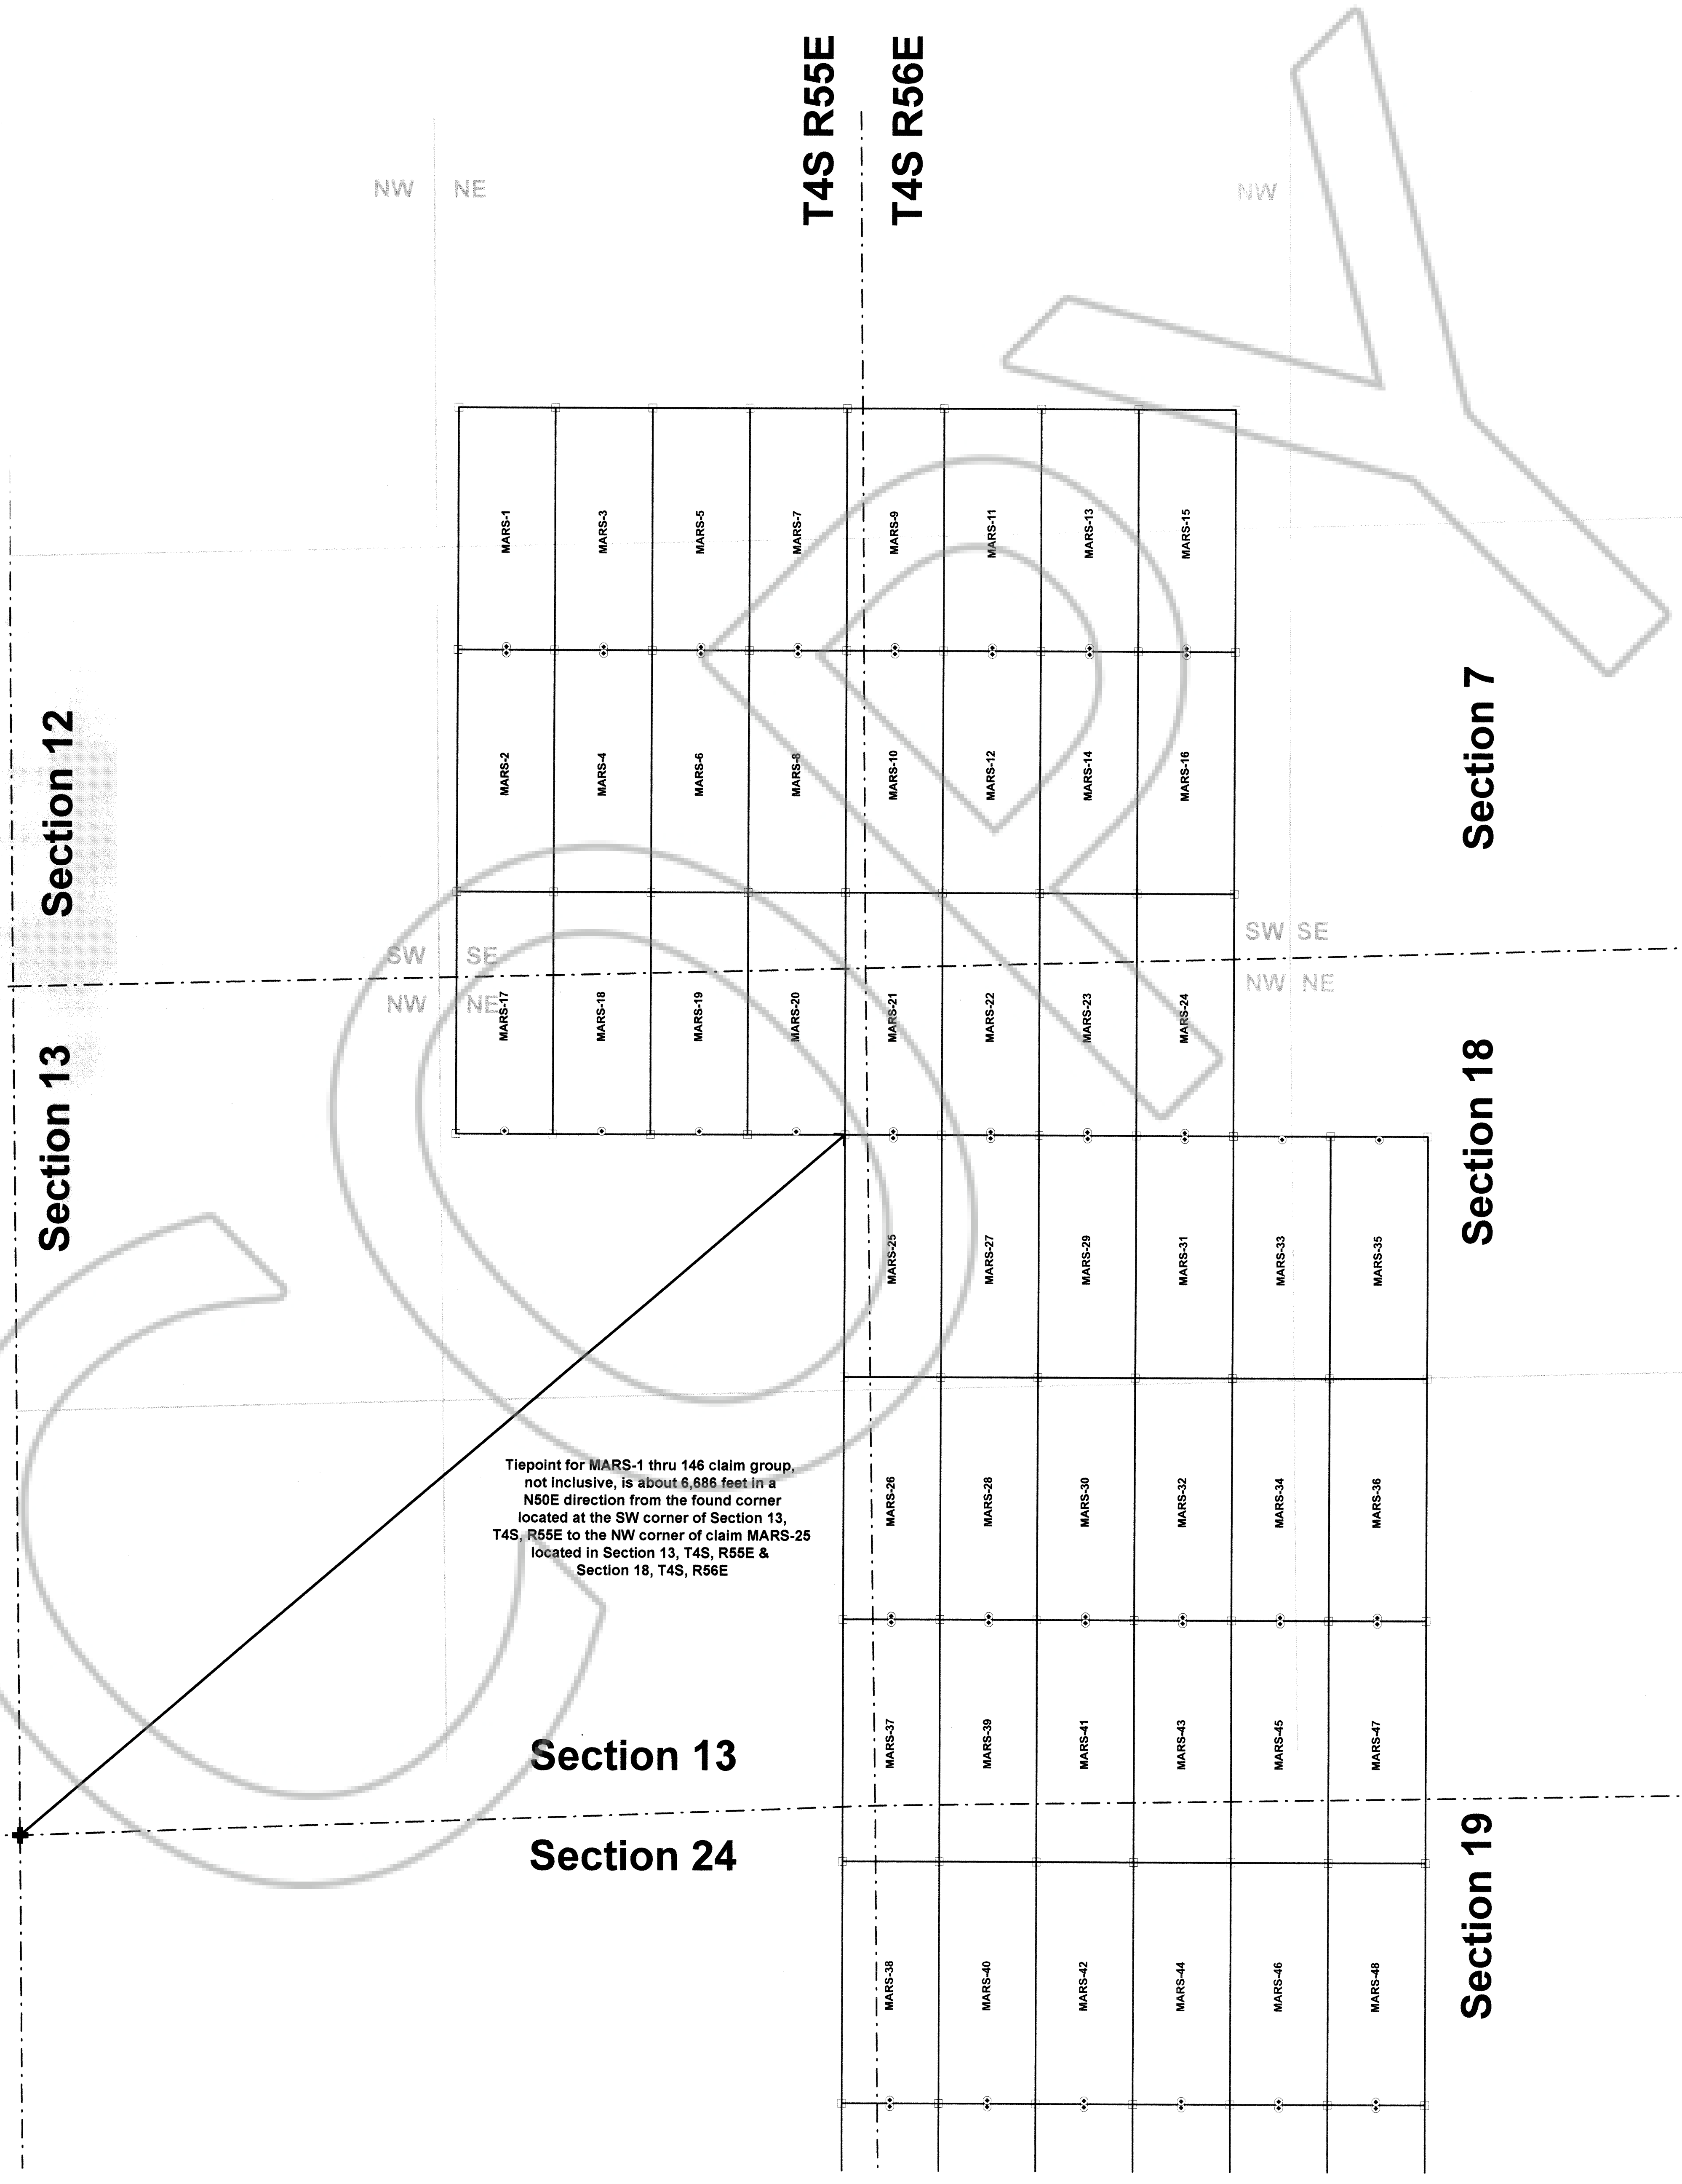 T4S R55E
T4S R56E
NW NE
NW
MARS-1
MARS-3
MARS-5
MARS-7
MARS-9
MARS-11
MARS-13
MARS-15
Section 12
Section 7
MARS-2
MARS-4
MARS-6
MARS-8
MARS-10
MARS-12
MARS-14
MARS-16
SW SE
SW SE
NW NE
NW NE
MARS-17
MARS-18
MARS-19
MARS-20
MARS-21
MARS-22
MARS-23
MARS-24
Section 13
Section 18
MARS-25
MARS-27
MARS-29
MARS-31
MARS-33
MARS-35
Tiepoint for MARS-1 thru 146 claim group,
not inclusive, is about 6,686 feet in a
N50E direction from the found corner
located at the SW corner of Section 13,
T4S, R55E to the NW corner of claim MARS-25
located in Section 13, T4S, R55E &
Section 18, T4S, R56E
MARS-26
MARS-28
MARS-30
MARS-32
MARS-34
MARS-36
MARS-37
MARS-39
MARS-41
MARS-43
MARS-45
MARS-47
Section 13
Section 24
Section 19
MARS-38
MARS-40
MARS-42
MARS-44
MARS-46
MARS-48
COPY